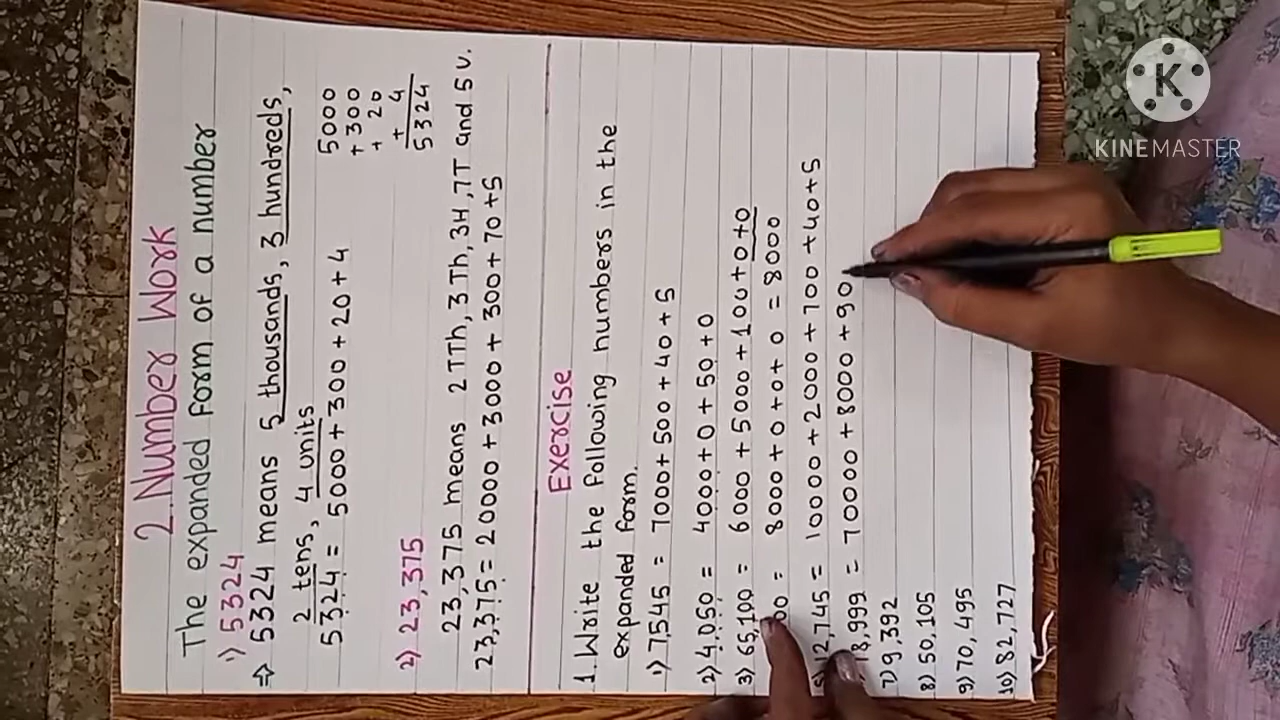 2. Number Work
The expanded form of a number
1) 5324
⇒ 5324 means 5 thousands, 3 hundreds,
2 tens, 4 units
5324 = 5000 + 300 + 20 + 4
5000
+ 300
+ 20
+ 4
5324
2) 23,375
23,375 means 2 TTh, 3 Th, 3H, 7T and 5 U.
23,375 = 20000 + 3000 + 300 + 70 + 5
Exercise
1. Write the following numbers in the
expanded form.
1) 7,545 = 7000 + 500 + 40 + 5
2) 4,050 = 4000 + 0 + 50 + 0
3) 65,100 = 6000 + 5000 + 100 + 0 + 0
00 = 8000 + 0 + 0 + 0 = 8000
5) 12,745 = 10000 + 2000 + 700 + 40 + 5
78,999 = 70000 + 8000 + 90
7) 9,392
8) 50,105
9) 70,495
10) 82,727
K
KINEMASTER